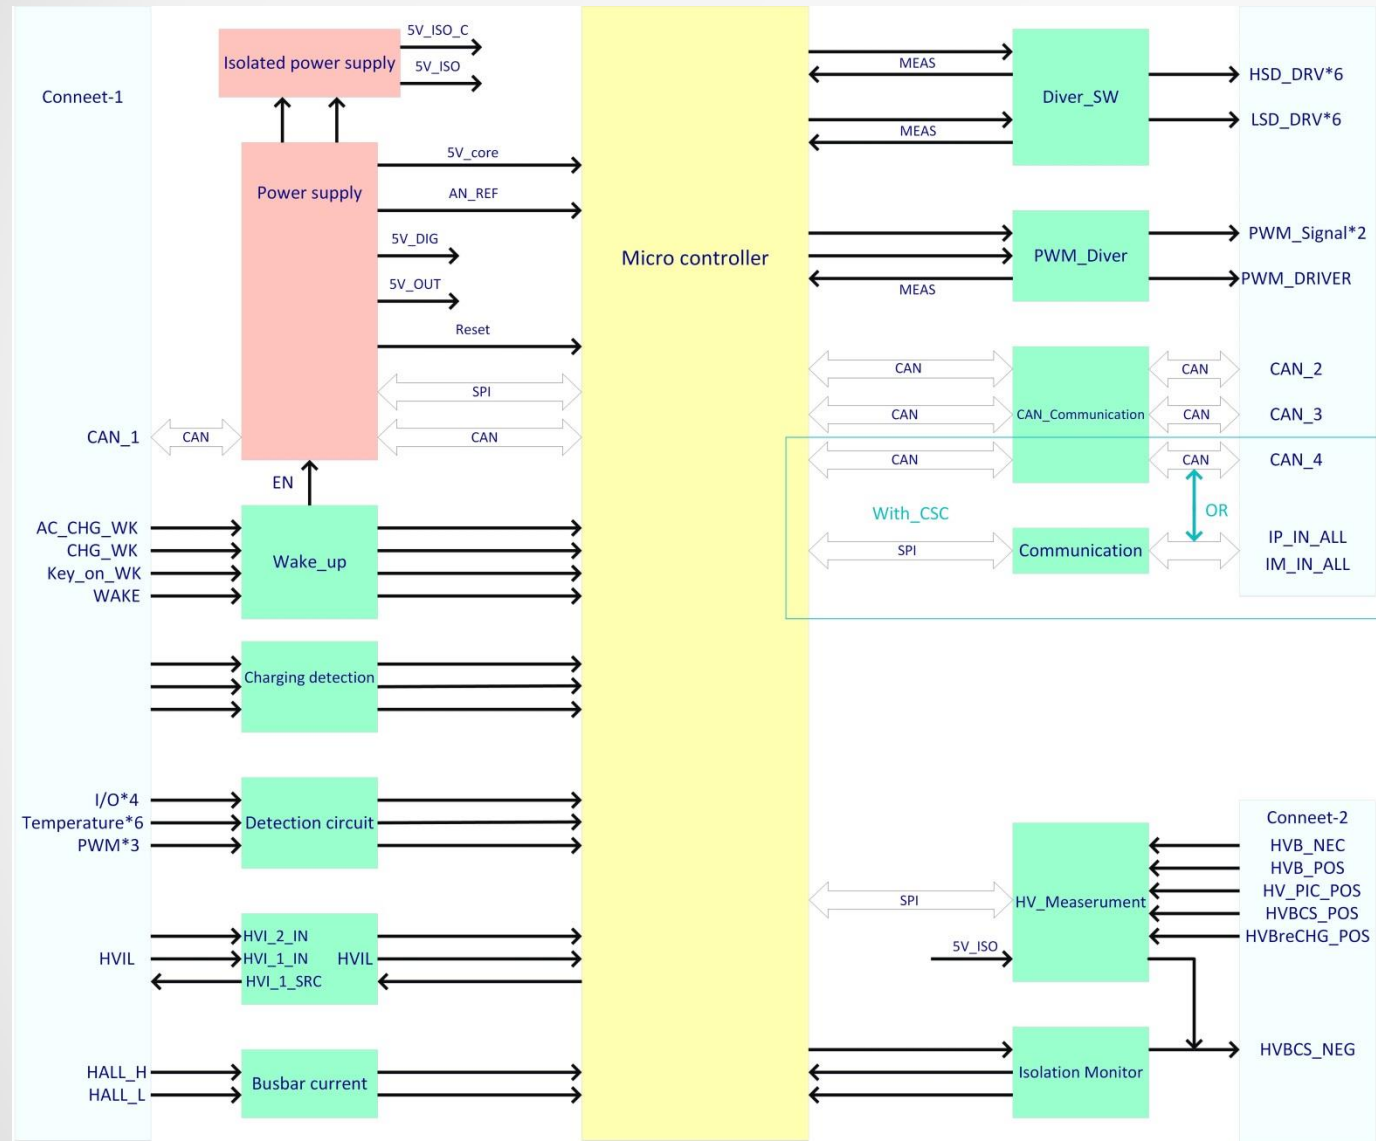 Conneet-1
Isolated power supply
5V_ISO_C
5V_ISO
Power supply
5V_core
AN_REF
5V_DIG
5V_OUT
Reset
SPI
CAN
CAN_1
CAN
EN
AC_CHG_WK
CHG_WK
Key_on_WK
WAKE
Wake_up
Charging detection
I/O*4
Temperature*6
PWM*3
Detection circuit
HVIL
HVI_2_IN
HVI_1_IN
HVIL
HVI_1_SRC
HALL_H
HALL_L
Busbar current
Micro controller
MEAS
MEAS
Diver_SW
HSD_DRV*6
LSD_DRV*6
MEAS
PWM_Diver
PWM_Signal*2
PWM_DRIVER
CAN
CAN
CAN
CAN_Communication
CAN
CAN
CAN
CAN_2
CAN_3
CAN_4
With_CSC
OR
SPI
Communication
IP_IN_ALL
IM_IN_ALL
Conneet-2
HVB_NEC
HVB_POS
HV_PIC_POS
HVBCS_POS
HVBreCHG_POS
SPI
HV_Measerument
5V_ISO
Isolation Monitor
HVBCS_NEG